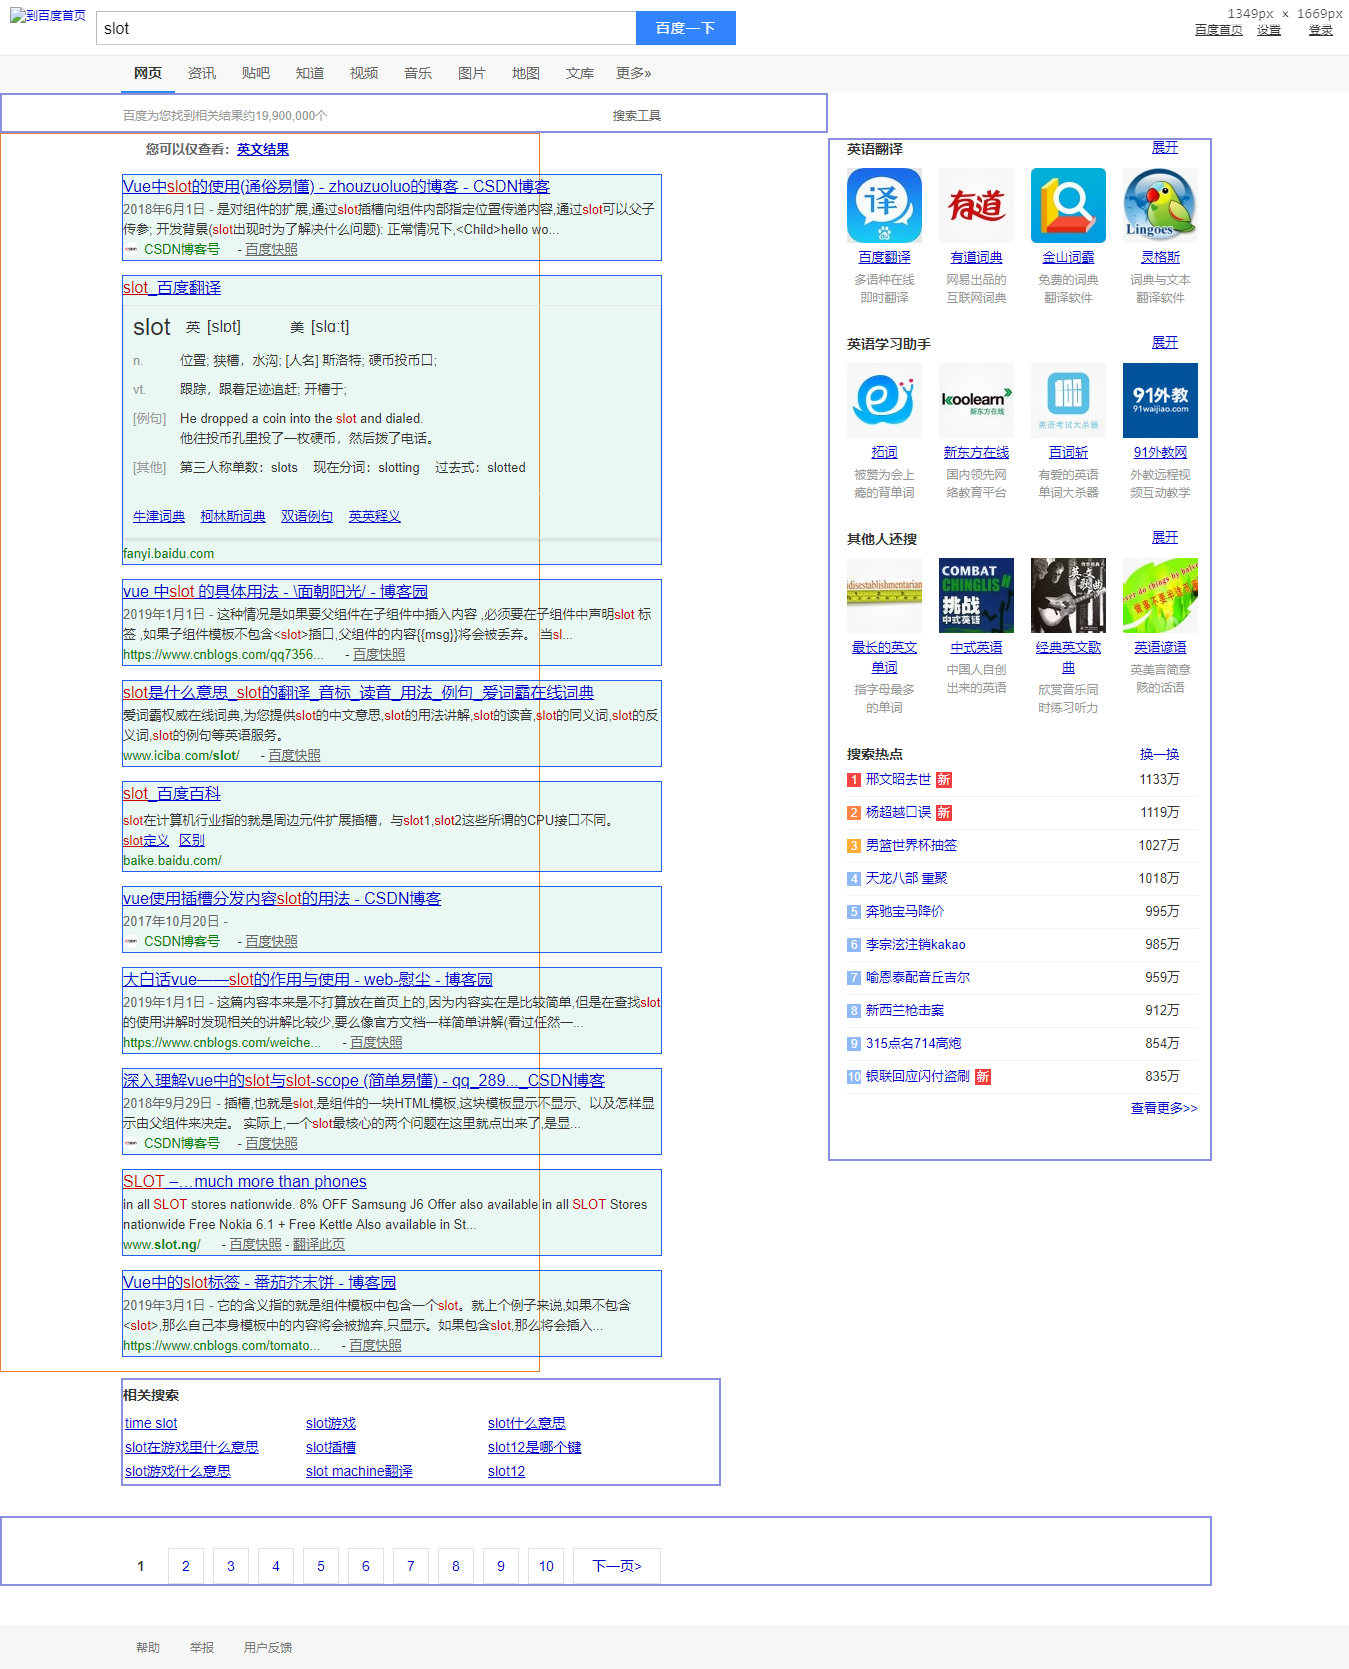 1349px × 1669px
到百度首页
slot
百度一下
百度首页 设置 登录
网页 资讯 贴吧 知道 视频 音乐 图片 地图 文库 更多»
百度为您找到相关结果约19,900,000个 搜索工具
您可以仅查看：英文结果
Vue中slot的使用(通俗易懂) - zhouzuoluo的博客 - CSDN博客
2018年6月1日 - 是对组件的扩展,通过slot插槽向组件内部指定位置传递内容,通过slot可以父子
传参; 开发背景(slot出现时为了解决什么问题): 正常情况下,<Child>hello wo...
CSDN博客号 - 百度快照
slot_百度翻译
slot 英 [slɒt] 美 [slɑːt]
n. 位置; 狭槽，水沟; [人名] 斯洛特; 硬币投币口;
vt. 跟踪，跟着足迹追赶; 开槽于;
[例句] He dropped a coin into the slot and dialed.
他往投币孔里投了一枚硬币，然后拨了电话。
[其他] 第三人称单数：slots 现在分词：slotting 过去式：slotted
牛津词典 柯林斯词典 双语例句 英英释义
fanyi.baidu.com
vue 中slot 的具体用法 - \面朝阳光/ - 博客园
2019年1月1日 - 这种情况是如果要父组件在子组件中插入内容 ,必须要在子组件中声明slot 标
签 ,如果子组件模板不包含<slot>插口,父组件的内容{{msg}}将会被丢弃。 当sl...
https://www.cnblogs.com/qq7356... - 百度快照
slot是什么意思_slot的翻译_音标_读音_用法_例句_爱词霸在线词典
爱词霸权威在线词典,为您提供slot的中文意思,slot的用法讲解,slot的读音,slot的同义词,slot的反
义词,slot的例句等英语服务。
www.iciba.com/slot/ - 百度快照
slot_百度百科
slot在计算机行业指的就是周边元件扩展插槽，与slot1,slot2这些所谓的CPU接口不同。
slot定义 区别
baike.baidu.com/
vue使用插槽分发内容slot的用法 - CSDN博客
2017年10月20日 -
CSDN博客号 - 百度快照
大白话vue——slot的作用与使用 - web-慰尘 - 博客园
2019年1月1日 - 这篇内容本来是不打算放在首页上的,因为内容实在是比较简单,但是在查找slot
的使用讲解时发现相关的讲解比较少,要么像官方文档一样简单讲解(看过任然一...
https://www.cnblogs.com/weiche... - 百度快照
深入理解vue中的slot与slot-scope (简单易懂) - qq_289..._CSDN博客
2018年9月29日 - 插槽,也就是slot,是组件的一块HTML模板,这块模板显示不显示、以及怎样显
示由父组件来决定。 实际上,一个slot最核心的两个问题在这里就点出来了,是显...
CSDN博客号 - 百度快照
SLOT –…much more than phones
in all SLOT stores nationwide. 8% OFF Samsung J6 Offer also available in all SLOT Stores
nationwide Free Nokia 6.1 + Free Kettle Also available in St...
www.slot.ng/ - 百度快照 - 翻译此页
Vue中的slot标签 - 番茄芥末饼 - 博客园
2019年3月1日 - 它的含义指的就是组件模板中包含一个slot。就上个例子来说,如果不包含
<slot>,那么自己本身模板中的内容将会被抛弃,只显示。如果包含slot,那么将会插入...
https://www.cnblogs.com/tomato... - 百度快照
相关搜索
time slot slot游戏 slot什么意思
slot在游戏里什么意思 slot插槽 slot12是哪个键
slot游戏什么意思 slot machine翻译 slot12
1 2 3 4 5 6 7 8 9 10 下一页>
英语翻译 展开
译 有道 Lingoes
百度翻译 有道词典 金山词霸 灵格斯
多语种在线 网易出品的 免费的词典 词典与文本
即时翻译 互联网词典 翻译软件 翻译软件
英语学习助手 展开
koolearn 新东方在线 100 英语考试大杀器 91外教 91waijiao.com
拓词 新东方在线 百词斩 91外教网
被赞为会上 国内领先网 有爱的英语 外教远程视
瘾的背单词 络教育平台 单词大杀器 频互动教学
其他人还搜 展开
idisestablishmentarian COMBAT CHINGLISH 挑战 中式英语 英文歌曲 ver do things by halve 做事不要半途而废
最长的英文 中式英语 经典英文歌 英语谚语
单词 曲
中国人自创 英美言简意
出来的英语 赅的话语
指字母最多 欣赏音乐同
的单词 时练习听力
搜索热点 换一换
1 邢文昭去世 新 1133万
2 杨超越口误 新 1119万
3 男篮世界杯抽签 1027万
4 天龙八部 重聚 1018万
5 奔驰宝马降价 995万
6 李宗泫注销kakao 985万
7 喻恩泰配音丘吉尔 959万
8 新西兰枪击案 912万
9 315点名714高炮 854万
10 银联回应闪付盗刷 新 835万
查看更多>>
帮助 举报 用户反馈